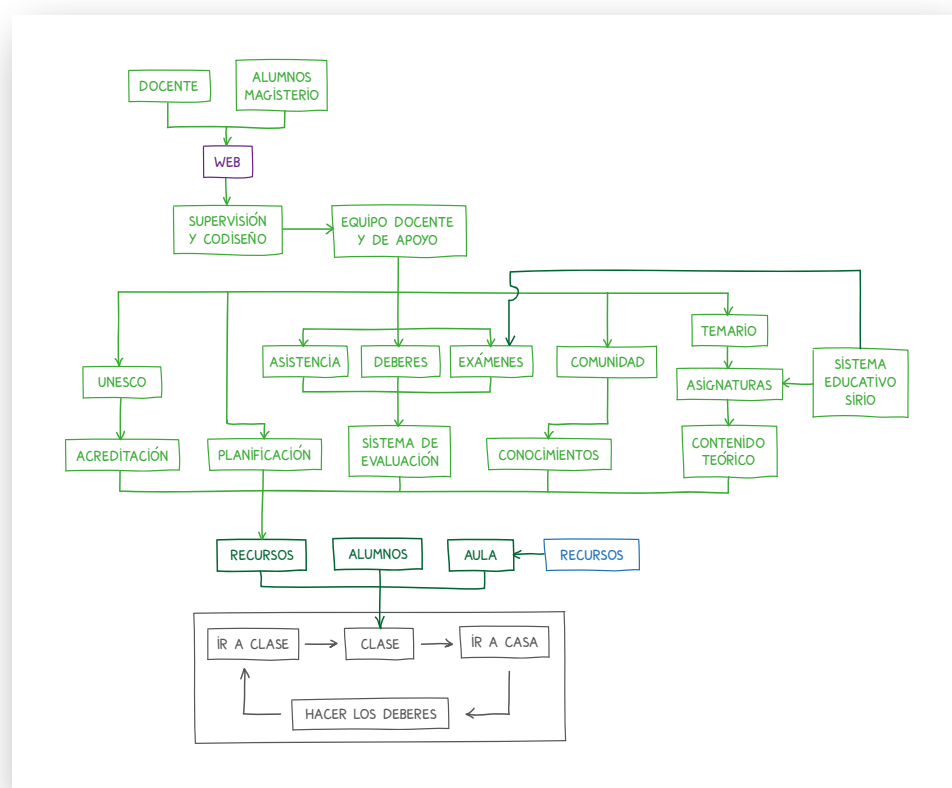 DOCENTE
ALUMNOS
MAGISTERIO
WEB
SUPERVISIÓN
Y CODISEÑO
EQUIPO DOCENTE
Y DE APOYO
TEMARIO
ASISTENCIA
DEBERES
EXÁMENES
COMUNIDAD
SISTEMA
EDUCATIVO
SIRIO
UNESCO
ASIGNATURAS
ACREDITACIÓN
PLANIFICACIÓN
SISTEMA DE
EVALUACIÓN
CONOCIMIENTOS
CONTENIDO
TEÓRICO
RECURSOS
ALUMNOS
AULA
RECURSOS
IR A CLASE
CLASE
IR A CASA
HACER LOS DEBERES